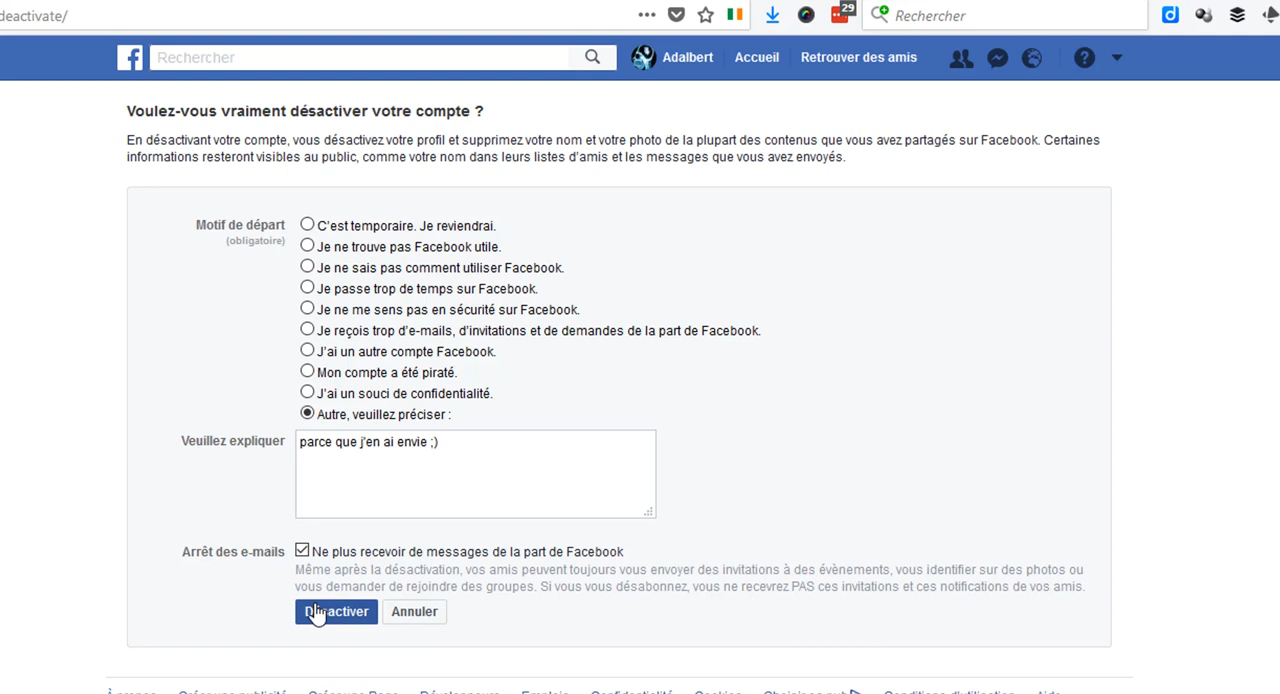 deactivate/
29
Rechercher
f
Rechercher
Adalbert
Accueil
Retrouver des amis
Voulez-vous vraiment désactiver votre compte ?
En désactivant votre compte, vous désactivez votre profil et supprimez votre nom et votre photo de la plupart des contenus que vous avez partagés sur Facebook. Certaines
informations resteront visibles au public, comme votre nom dans leurs listes d'amis et les messages que vous avez envoyés.
Motif de départ
(obligatoire)
C'est temporaire. Je reviendrai.
Je ne trouve pas Facebook utile.
Je ne sais pas comment utiliser Facebook.
Je passe trop de temps sur Facebook.
Je ne me sens pas en sécurité sur Facebook.
Je reçois trop d'e-mails, d'invitations et de demandes de la part de Facebook.
J'ai un autre compte Facebook.
Mon compte a été piraté.
J'ai un souci de confidentialité.
Autre, veuillez préciser :
Veuillez expliquer
parce que j'en ai envie ;)
Arrêt des e-mails
Ne plus recevoir de messages de la part de Facebook
Même après la désactivation, vos amis peuvent toujours vous envoyer des invitations à des évènements, vous identifier sur des photos ou
vous demander de rejoindre des groupes. Si vous vous désabonnez, vous ne recevrez PAS ces invitations et ces notifications de vos amis.
Désactiver
Annuler